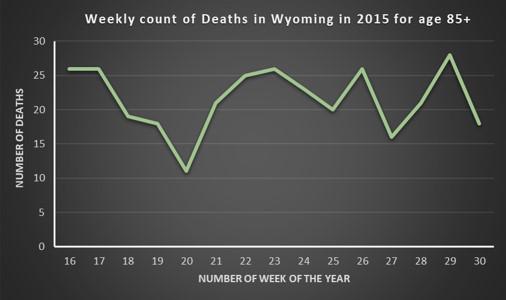 Weekly count of Deaths in Wyoming in 2015 for age 85+
30
25
20
15
10
5
0
NUMBER OF DEATHS
16 17 18 19 20 21 22 23 24 25 26 27 28 29 30
NUMBER OF WEEK OF THE YEAR